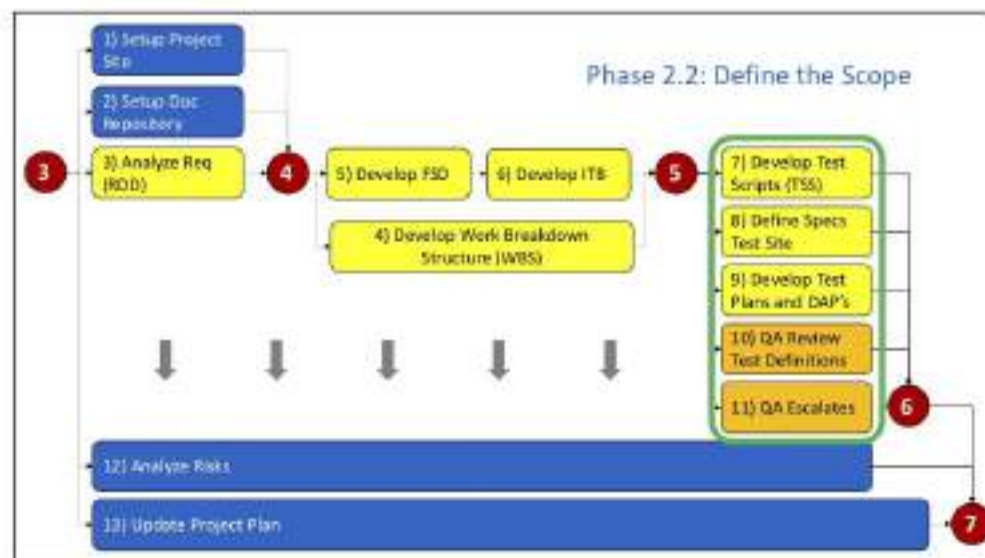 Phase 2.2: Define the Scope
1) Setup Project
Site
2) Setup Doc
Repository
3
3) Analyze Req
(ROD)
4
5) Develop FSD
6) Develop ITB
4) Develop Work Breakdown
Structure (WBS)
5
7) Develop Test
Scripts (TSS)
8) Define Specs
Test Site
9) Develop Test
Plans and DAP's
10) QA Review
Test Definitions
11) QA Escalates
6
12) Analyze Risks
13) Update Project Plan
7